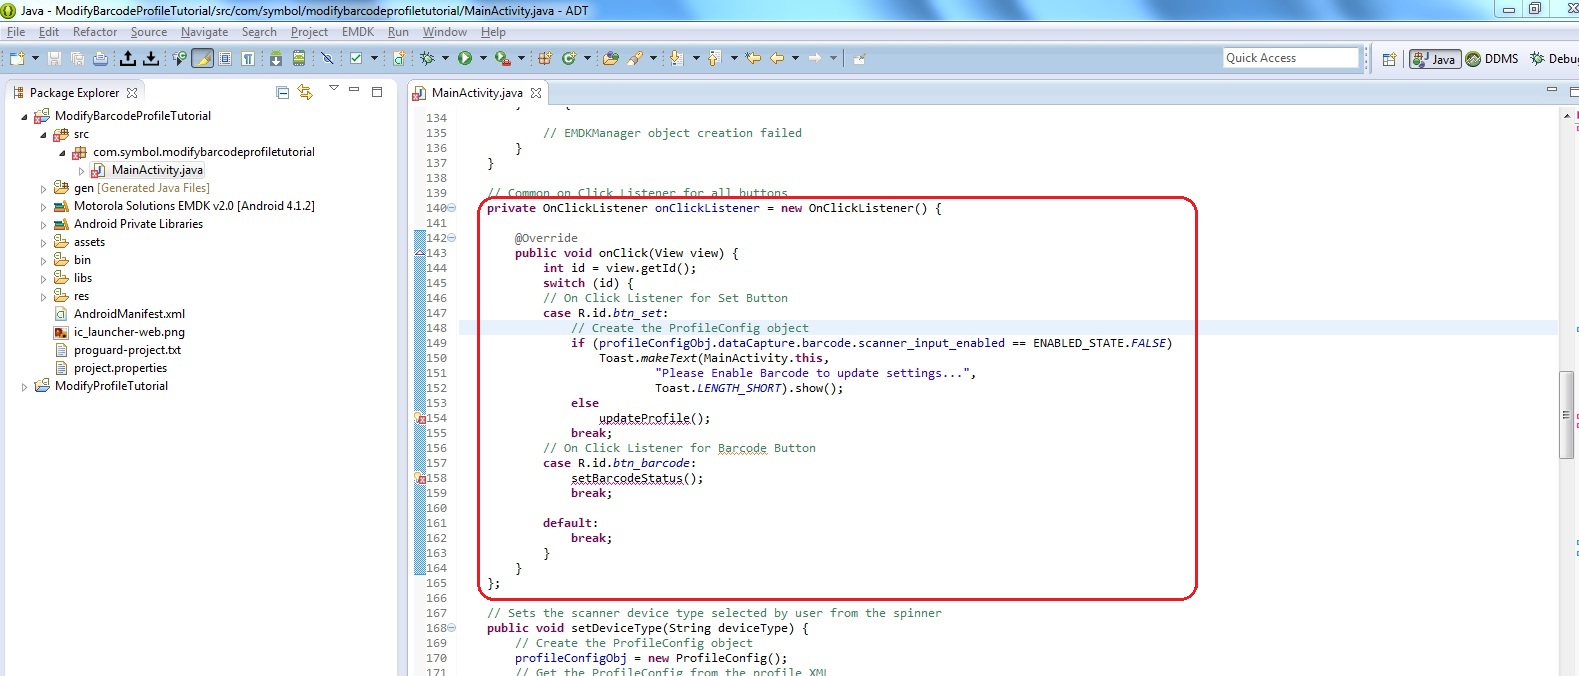 Java - ModifyBarcodeProfileTutorial/src/com/symbol/modifybarcodeprofiletutorial/MainActivity.java - ADT
File Edit Refactor Source Navigate Search Project EMDK Run Window Help
Quick Access
Java
DDMS
Debug
Package Explorer
MainActivity.java
ModifyBarcodeProfileTutorial
src
com.symbol.modifybarcodeprofiletutorial
MainActivity.java
gen [Generated Java Files]
Motorola Solutions EMDK v2.0 [Android 4.1.2]
Android Private Libraries
assets
bin
libs
res
AndroidManifest.xml
ic_launcher-web.png
proguard-project.txt
project.properties
ModifyProfileTutorial
134
135 // EMDKManager object creation failed
136 }
137 }
138
139 // Common on Click Listener for all buttons
140 private OnClickListener onClickListener = new OnClickListener() {
141
142 @Override
143 public void onClick(View view) {
144 int id = view.getId();
145 switch (id) {
146 // On Click Listener for Set Button
147 case R.id.btn_set:
148 // Create the ProfileConfig object
149 if (profileConfigObj.dataCapture.barcode.scanner_input_enabled == ENABLED_STATE.FALSE)
150 Toast.makeText(MainActivity.this,
151 "Please Enable Barcode to update settings...",
152 Toast.LENGTH_SHORT).show();
153 else
154 updateProfile();
155 break;
156 // On Click Listener for Barcode Button
157 case R.id.btn_barcode:
158 setBarcodeStatus();
159 break;
160
161 default:
162 break;
163 }
164 }
165 };
166
167 // Sets the scanner device type selected by user from the spinner
168 public void setDeviceType(String deviceType) {
169 // Create the ProfileConfig object
170 profileConfigObj = new ProfileConfig();
171 // Get the ProfileConfig from the profile XML